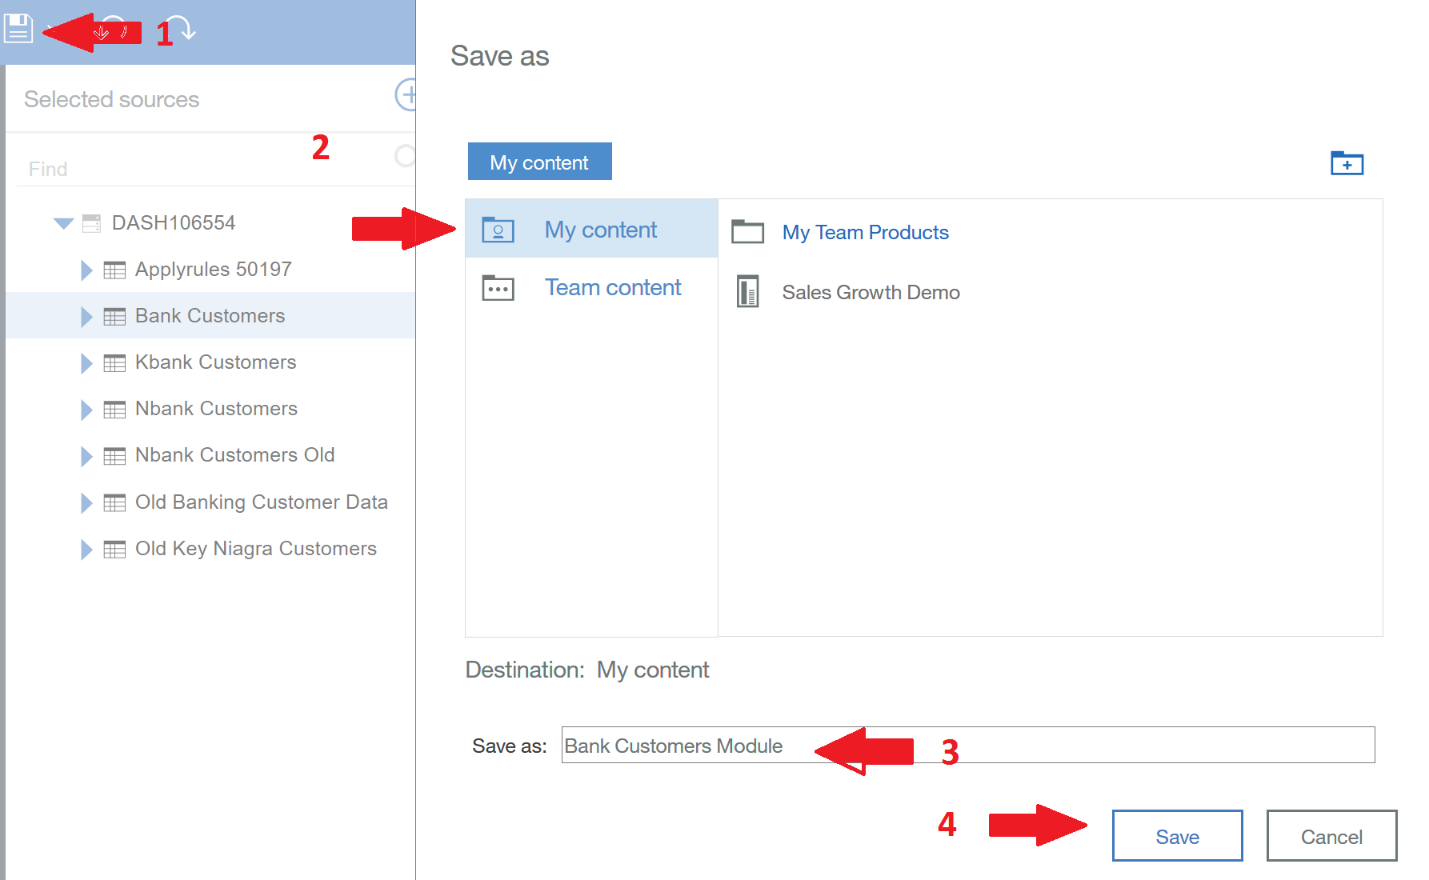 1
Selected sources
2
Find
DASH106554
Applyrules 50197
Bank Customers
Kbank Customers
Nbank Customers
Nbank Customers Old
Old Banking Customer Data
Old Key Niagra Customers
Save as
My content
My content
Team content
My Team Products
Sales Growth Demo
Destination: My content
Save as: Bank Customers Module
3
4
Save
Cancel